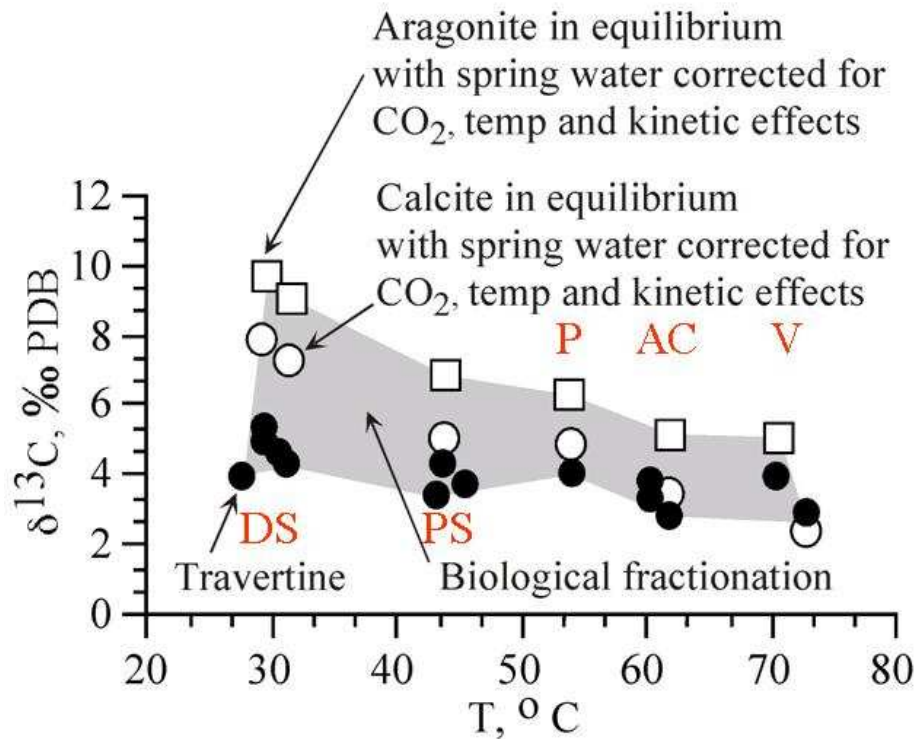 Aragonite in equilibrium
with spring water corrected for
CO2, temp and kinetic effects
Calcite in equilibrium
with spring water corrected for
CO2, temp and kinetic effects
δ13C, ‰ PDB
12
10
8
6
4
2
0
P AC V
DS PS
Travertine Biological fractionation
20 30 40 50 60 70 80
T, o C